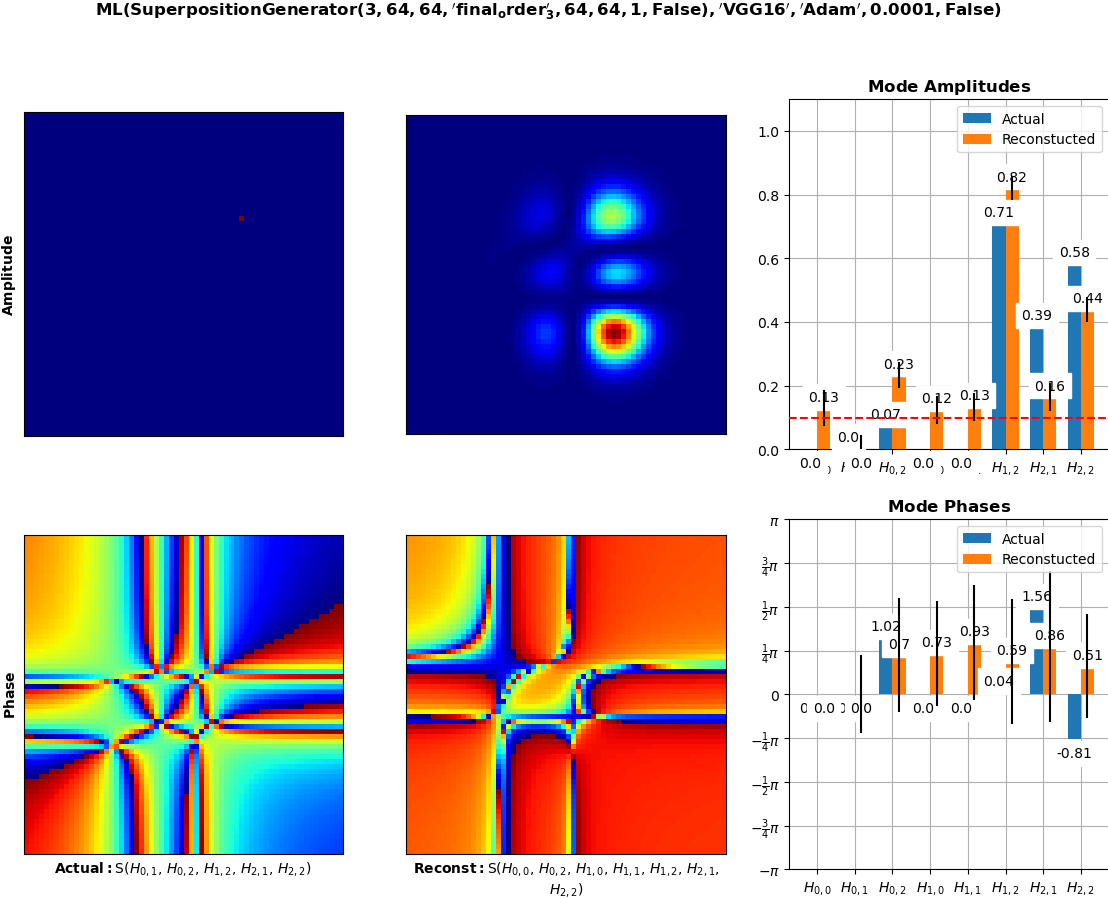 ML(SuperpositionGenerator(3, 64, 64, 'final_order'_3, 64, 64, 1, False), 'VGG16', 'Adam', 0.0001, False)
Mode Amplitudes
Actual
Reconstucted
1.0
0.8
0.6
0.4
0.2
0.0
0.82
0.71
0.58
0.44
0.39
0.23
0.16
0.13
0.12
0.13
0.07
0.0
0.0 0.0 0.0 0.0
H0,2 H1,2 H2,1 H2,2
Amplitude
Mode Phases
Actual
Reconstucted
π
3/4π
1/2π
1/4π
0
−1/4π
−1/2π
−3/4π
−π
1.56
1.02
0.93
0.86
0.7
0.73
0.59
0.51
0.04
0.0 0.0 0.0 0.0
-0.81
H0,0 H0,1 H0,2 H1,0 H1,1 H1,2 H2,1 H2,2
Phase
Actual: S(H0,1, H0,2, H1,2, H2,1, H2,2)
Reconst: S(H0,0, H0,2, H1,0, H1,1, H1,2, H2,1,
H2,2)